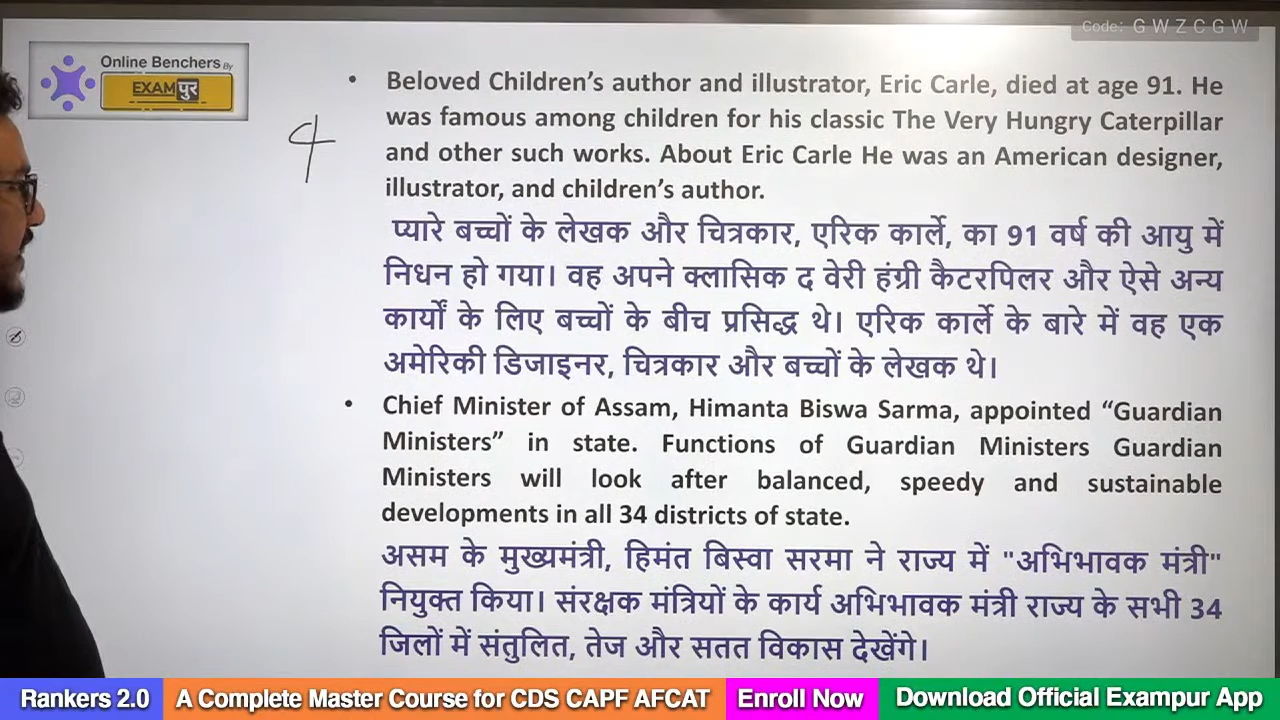 Code: G W Z C G W
Online Benchers By
EXAMपुर
4
• Beloved Children's author and illustrator, Eric Carle, died at age 91. He
was famous among children for his classic The Very Hungry Caterpillar
and other such works. About Eric Carle He was an American designer,
illustrator, and children's author.
प्यारे बच्चों के लेखक और चित्रकार, एरिक कार्ले, का 91 वर्ष की आयु में
निधन हो गया। वह अपने क्लासिक द वेरी हंग्री कैटरपिलर और ऐसे अन्य
कार्यों के लिए बच्चों के बीच प्रसिद्ध थे। एरिक कार्ले के बारे में वह एक
अमेरिकी डिजाइनर, चित्रकार और बच्चों के लेखक थे।
• Chief Minister of Assam, Himanta Biswa Sarma, appointed “Guardian
Ministers” in state. Functions of Guardian Ministers Guardian
Ministers will look after balanced, speedy and sustainable
developments in all 34 districts of state.
असम के मुख्यमंत्री, हिमंत बिस्वा सरमा ने राज्य में "अभिभावक मंत्री"
नियुक्त किया। संरक्षक मंत्रियों के कार्य अभिभावक मंत्री राज्य के सभी 34
जिलों में संतुलित, तेज और सतत विकास देखेंगे।
Rankers 2.0 A Complete Master Course for CDS CAPF AFCAT Enroll Now Download Official Exampur App